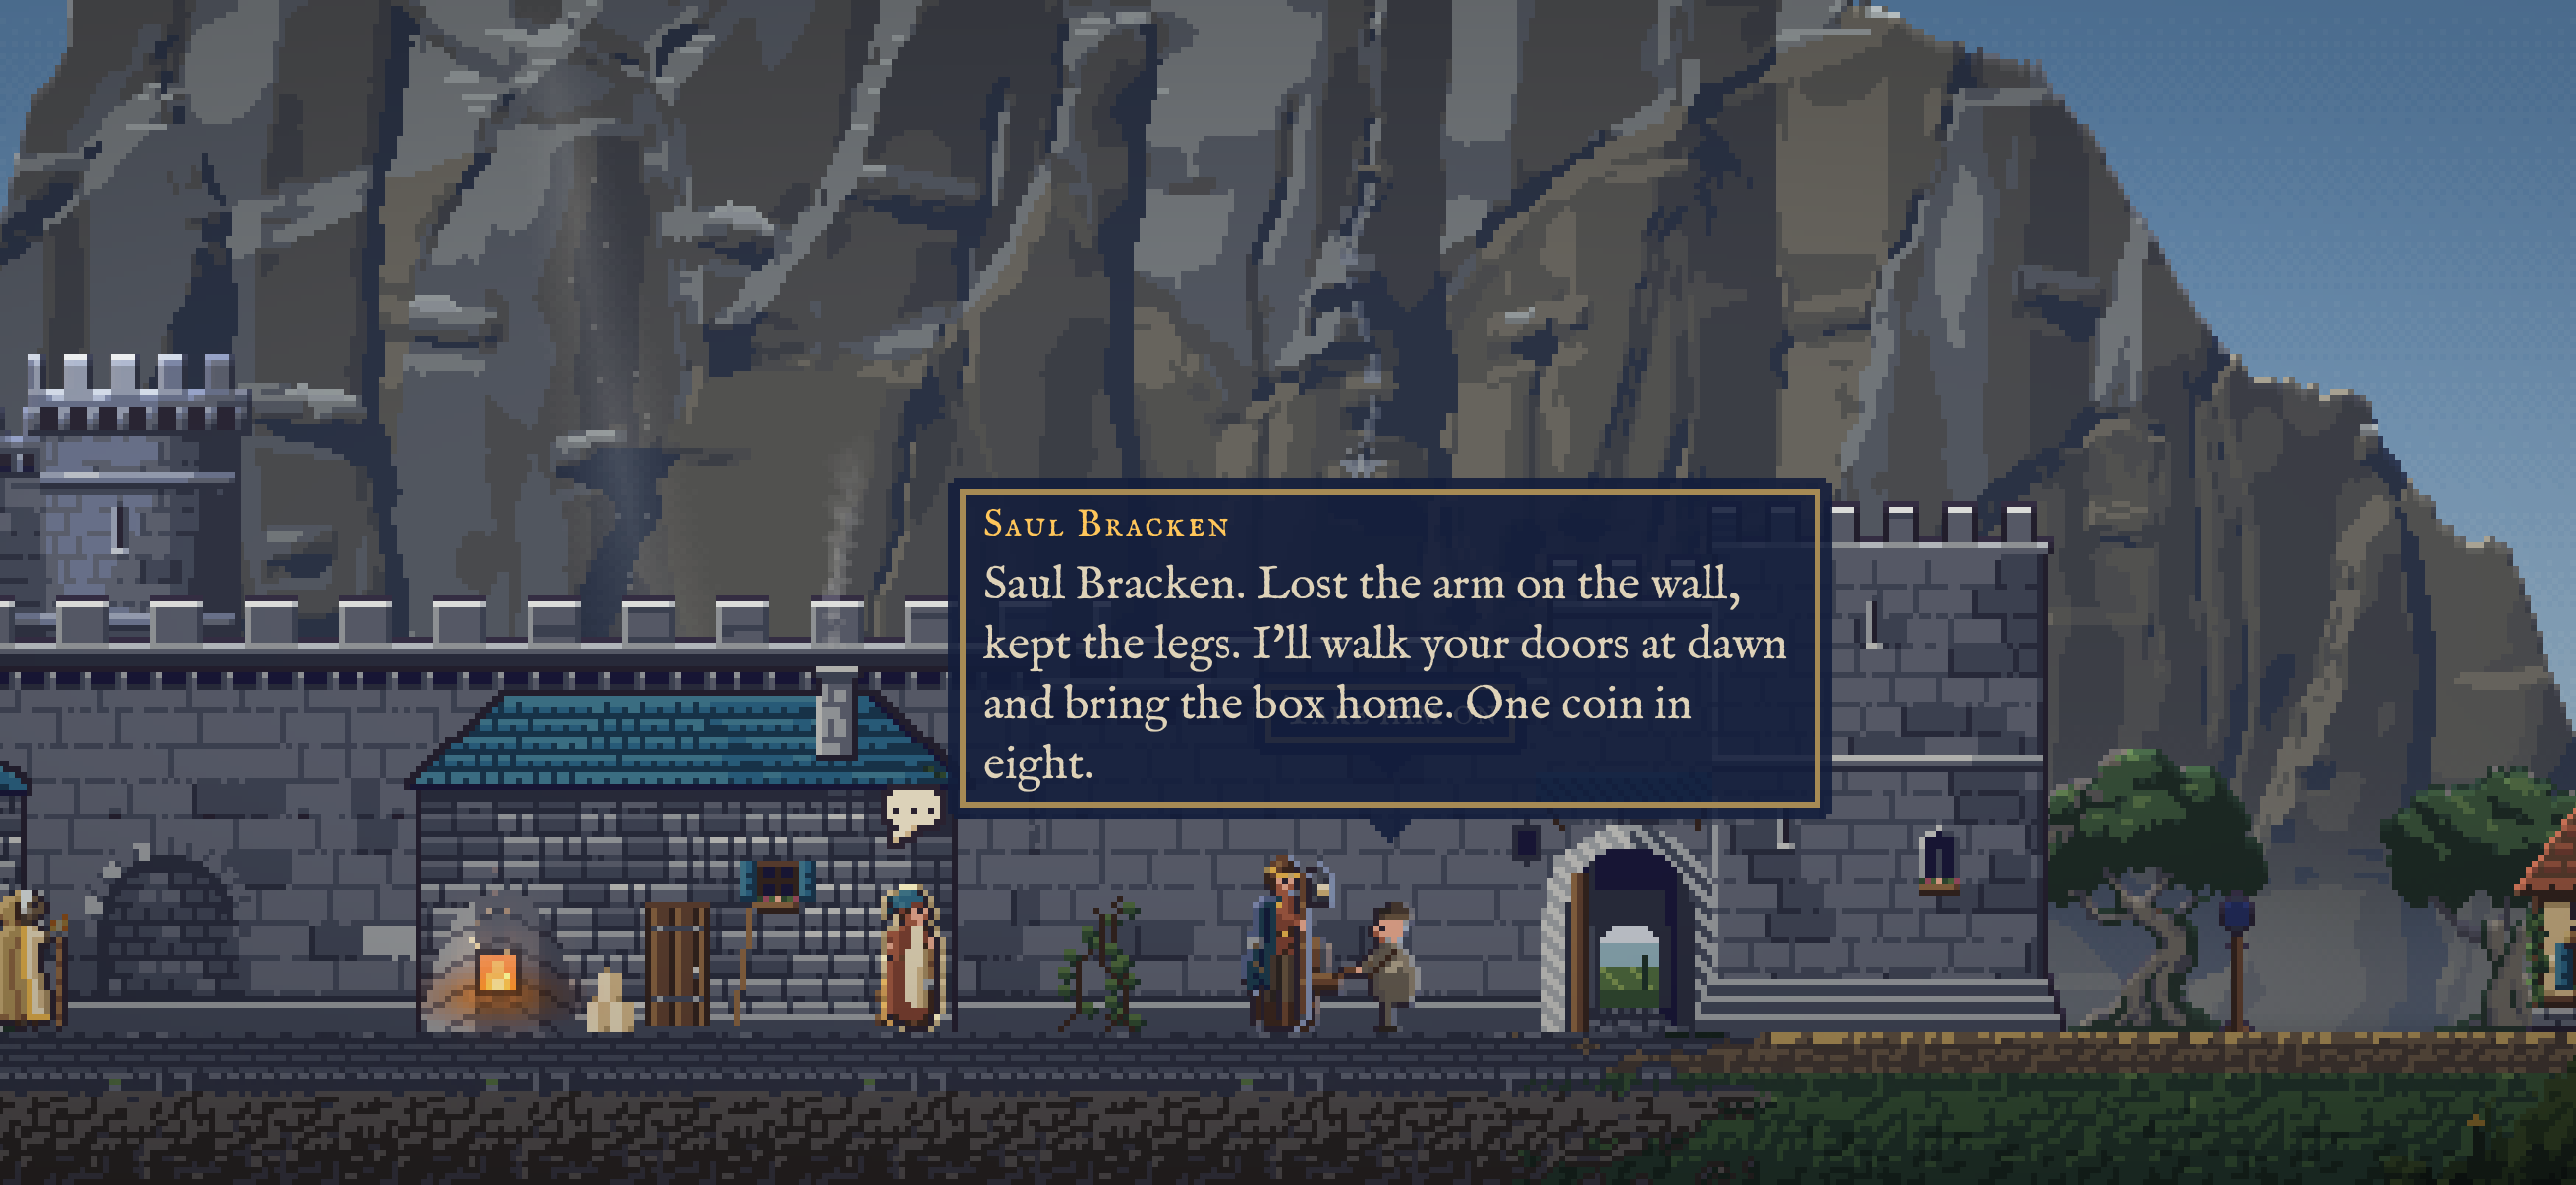 Saul Bracken
Saul Bracken. Lost the arm on the wall,
kept the legs. I'll walk your doors at dawn
and bring the box home. One coin in
eight.